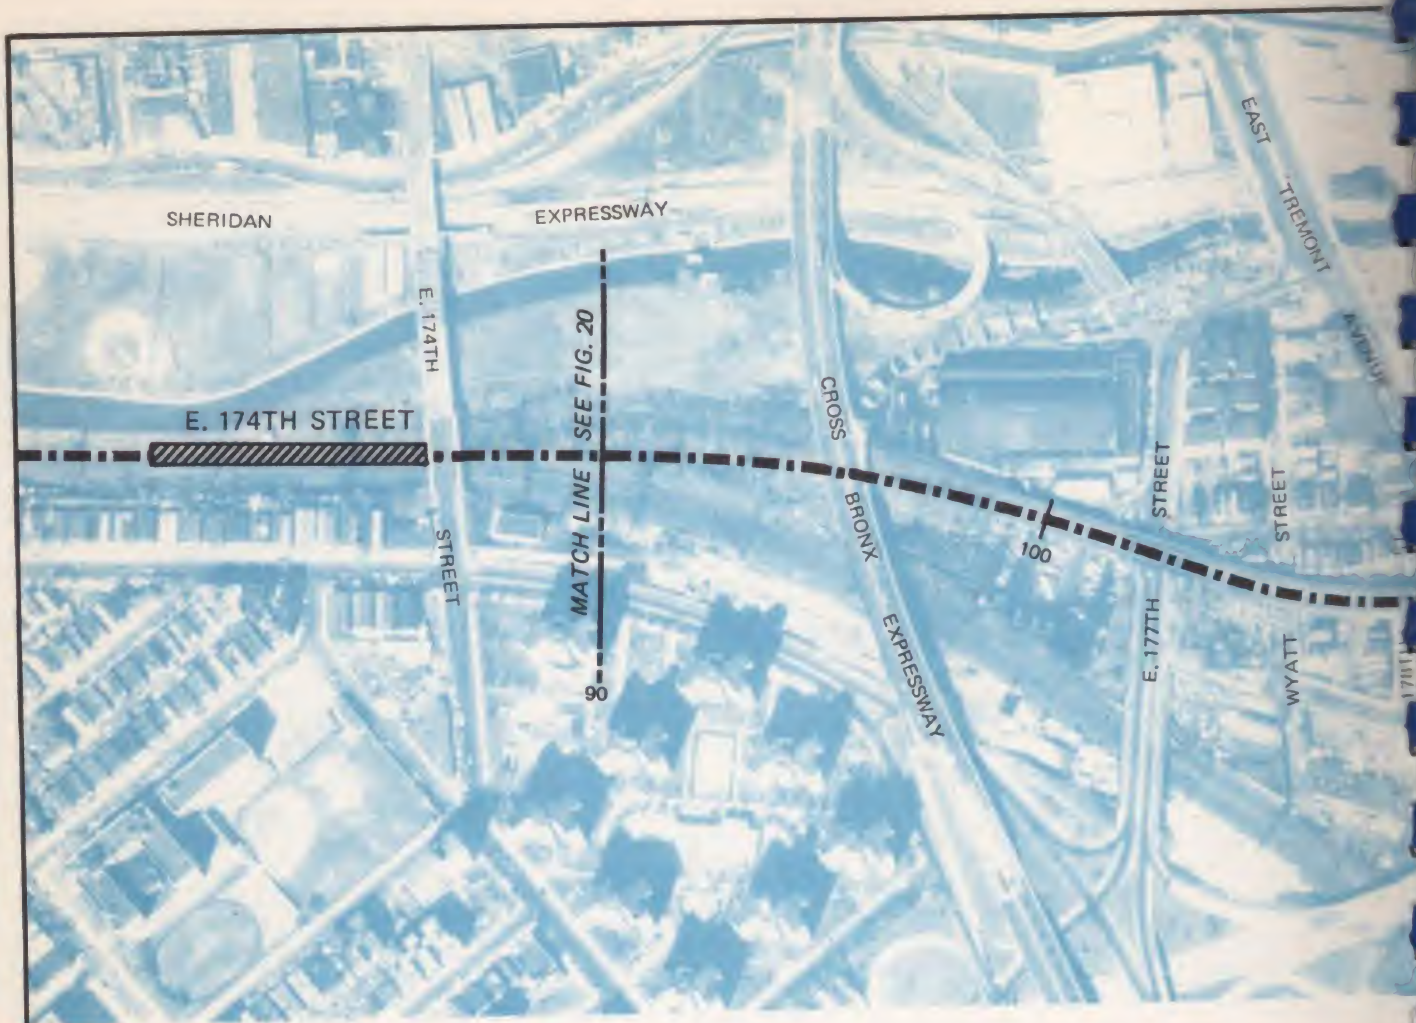 EAST
TREMONT
AVENUE
SHERIDAN
EXPRESSWAY
E. 174TH
STREET
E. 174TH STREET
MATCH LINE SEE FIG. 20
90
CROSS
BRONX
EXPRESSWAY
100
E. 177TH
STREET
WYATT
STREET